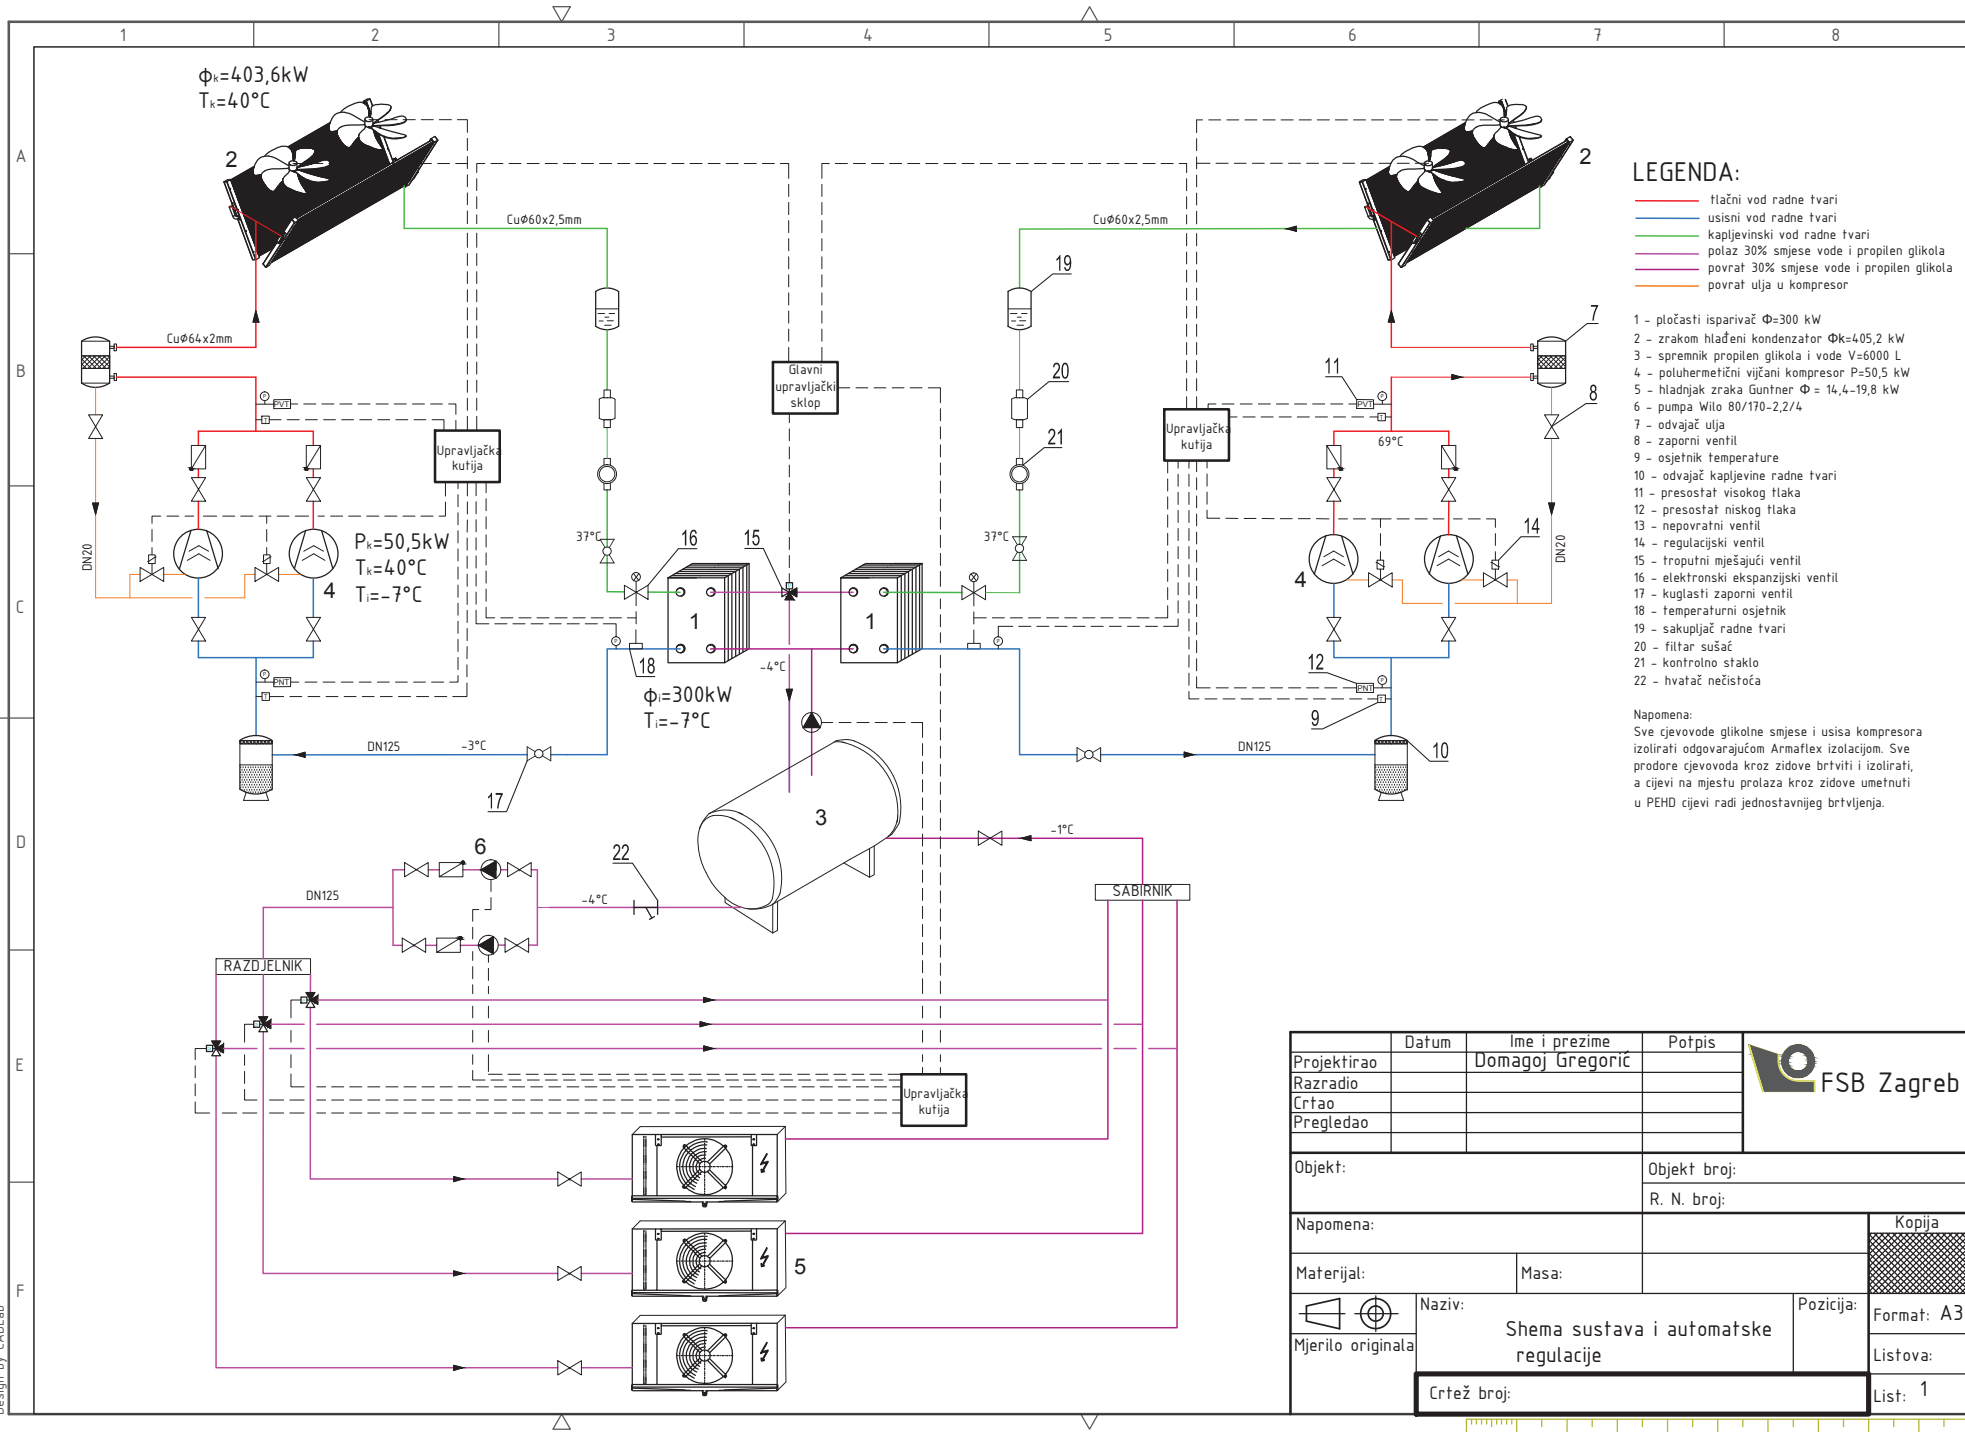 1 2 3 4 5 6 7 8
A
B
C
D
E
F
ϕk=403,6kW
Tk=40°C
2
Cuϕ60x2,5mm
Cuϕ60x2,5mm
2
Cuϕ64x2mm
19
7
Glavni
upravljački
sklop
20
11
8
PVT
P
T
Upravljačka
kutija
Upravljačka
kutija
PVT
P
T
69°C
21
DN20
Pk=50,5kW
Tk=40°C
Ti=-7°C
4
37°C
16
15
37°C
14
4
DN20
1
1
P
P
18
-4°C
ϕi=300kW
Ti=-7°C
P
PNT
T
12
PNT
P
9
T
DN125
-3°C
17
DN125
10
3
-1°C
6
22
DN125
-4°C
SABIRNIK
RAZDJELNIK
Upravljačka
kutija
5
LEGENDA:
tlačni vod radne tvari
usisni vod radne tvari
kapljevinski vod radne tvari
polaz 30% smjese vode i propilen glikola
povrat 30% smjese vode i propilen glikola
povrat ulja u kompresor
1 - pločasti isparivač Φ=300 kW
2 - zrakom hlađeni kondenzator Φk=405,2 kW
3 - spremnik propilen glikola i vode V=6000 L
4 - poluhermetični vijčani kompresor P=50,5 kW
5 - hladnjak zraka Guntner Φ = 14,4-19,8 kW
6 - pumpa Wilo 80/170-2,2/4
7 - odvajač ulja
8 - zaporni ventil
9 - osjetnik temperature
10 - odvajač kapljevine radne tvari
11 - presostat visokog tlaka
12 - presostat niskog tlaka
13 - nepovratni ventil
14 - regulacijski ventil
15 - troputni mješajući ventil
16 - elektronski ekspanzijski ventil
17 - kuglasti zaporni ventil
18 - temperaturni osjetnik
19 - sakupljač radne tvari
20 - filtar sušač
21 - kontrolno staklo
22 - hvatač nečistoća
Napomena:
Sve cjevovode glikolne smjese i usisa kompresora
izolirati odgovarajućom Armaflex izolacijom. Sve
prodore cjevovoda kroz zidove brtviti i izolirati,
a cijevi na mjestu prolaza kroz zidove umetnuti
u PEHD cijevi radi jednostavnijeg brtvljenja.
Datum Ime i prezime Potpis
Projektirao Domagoj Gregorić
Razradio
Crtao
Pregledao
FSB Zagreb
Objekt:
Objekt broj:
R. N. broj:
Napomena:
Kopija
Materijal:
Masa:
Naziv:
Pozicija:
Format: A3
Shema sustava i automatske
regulacije
Mjerilo originala
Listova:
Crtež broj:
List: 1
Design by CADLab